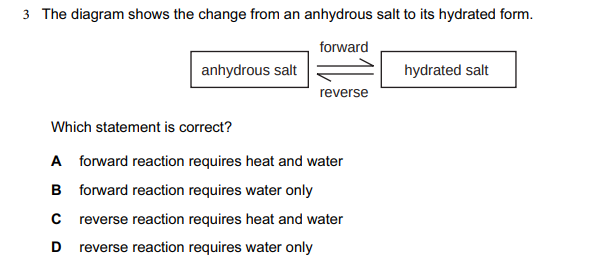 3 The diagram shows the change from an anhydrous salt to its hydrated form.
forward
anhydrous salt
hydrated salt
reverse
Which statement is correct?
A forward reaction requires heat and water
B forward reaction requires water only
C reverse reaction requires heat and water
D reverse reaction requires water only